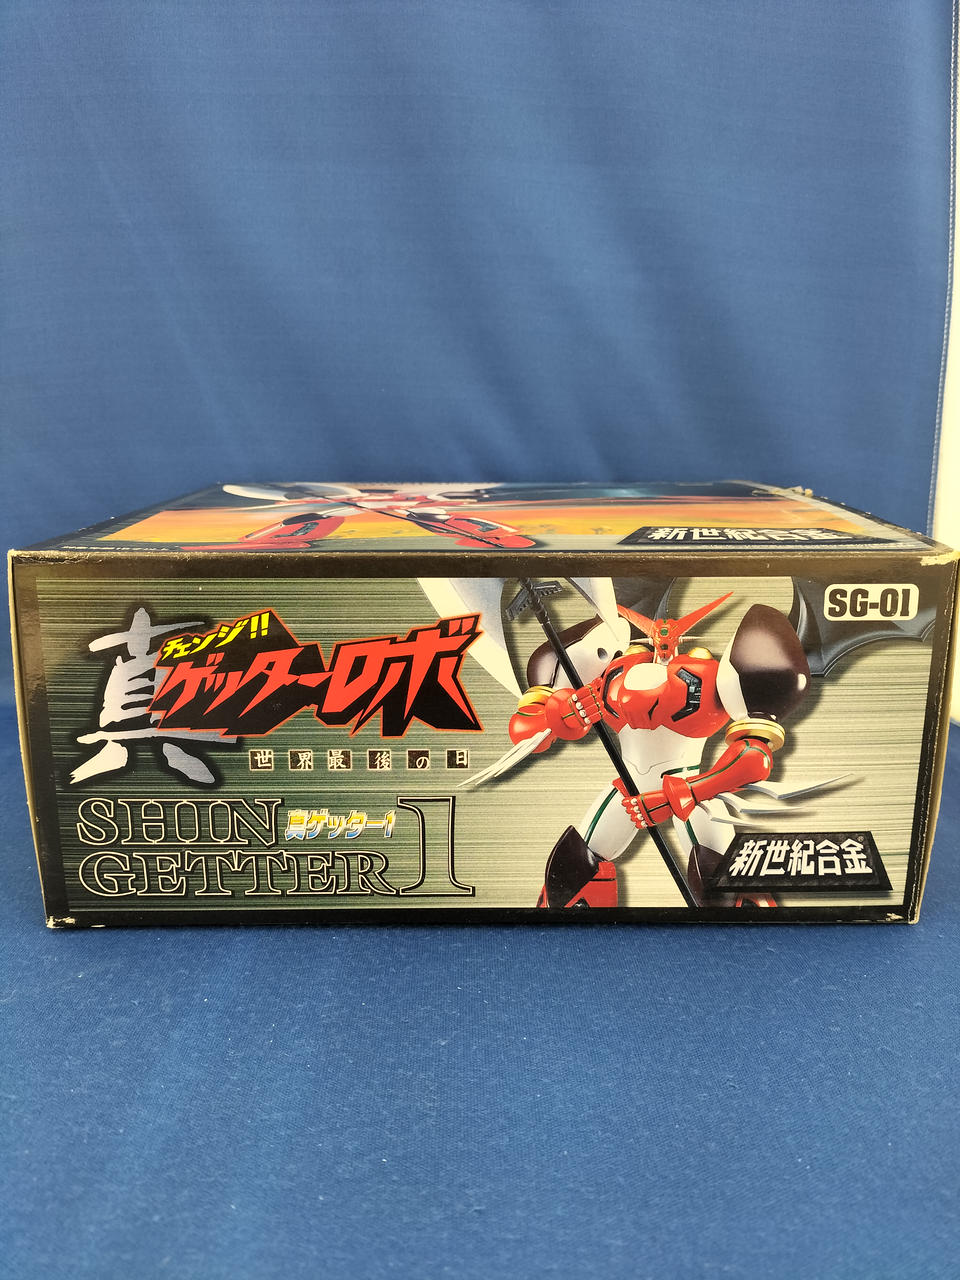 新世紀合金
SG-01
真
チェンジ!!
ゲッターロボ
世界最後の日
SHIN
真ゲッター1
GETTER 1
新世紀合金